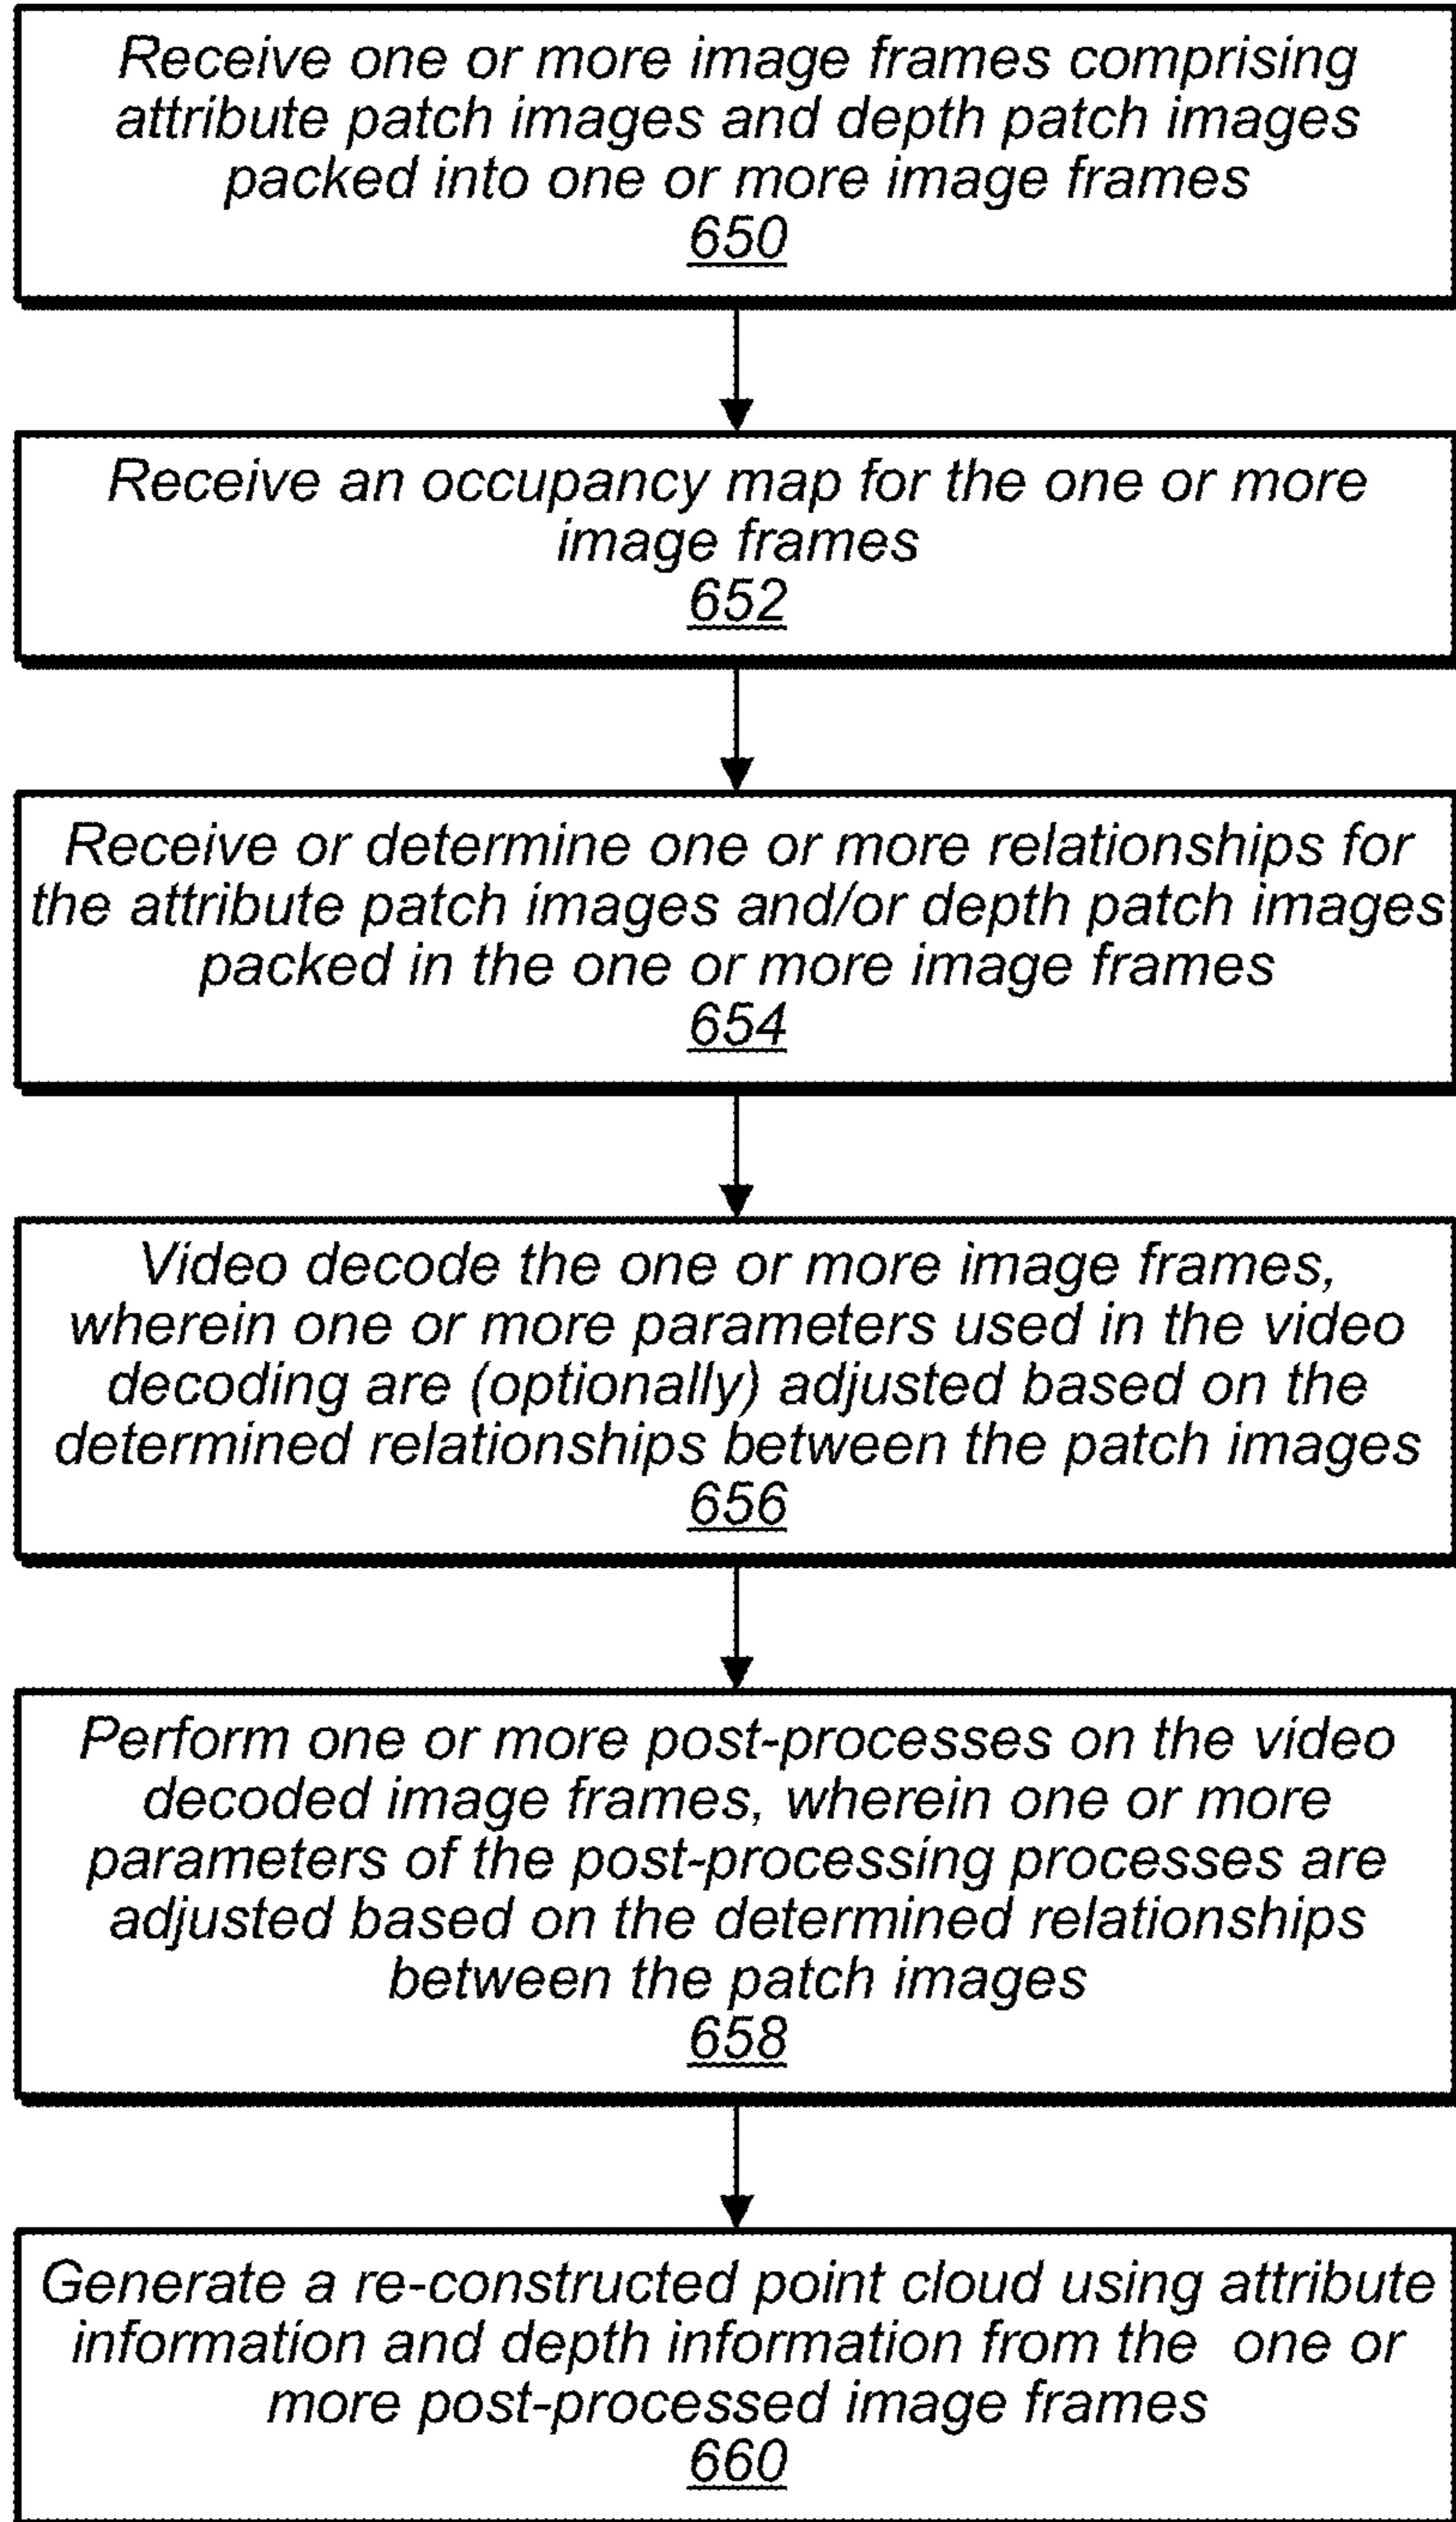 Receive one or more image frames comprising
attribute patch images and depth patch images
packed into one or more image frames
650
Receive an occupancy map for the one or more
image frames
652
Receive or determine one or more relationships for
the attribute patch images and/or depth patch images
packed in the one or more image frames
654
Video decode the one or more image frames,
wherein one or more parameters used in the video
decoding are (optionally) adjusted based on the
determined relationships between the patch images
656
Perform one or more post-processes on the video
decoded image frames, wherein one or more
parameters of the post-processing processes are
adjusted based on the determined relationships
between the patch images
658
Generate a re-constructed point cloud using attribute
information and depth information from the one or
more post-processed image frames
660